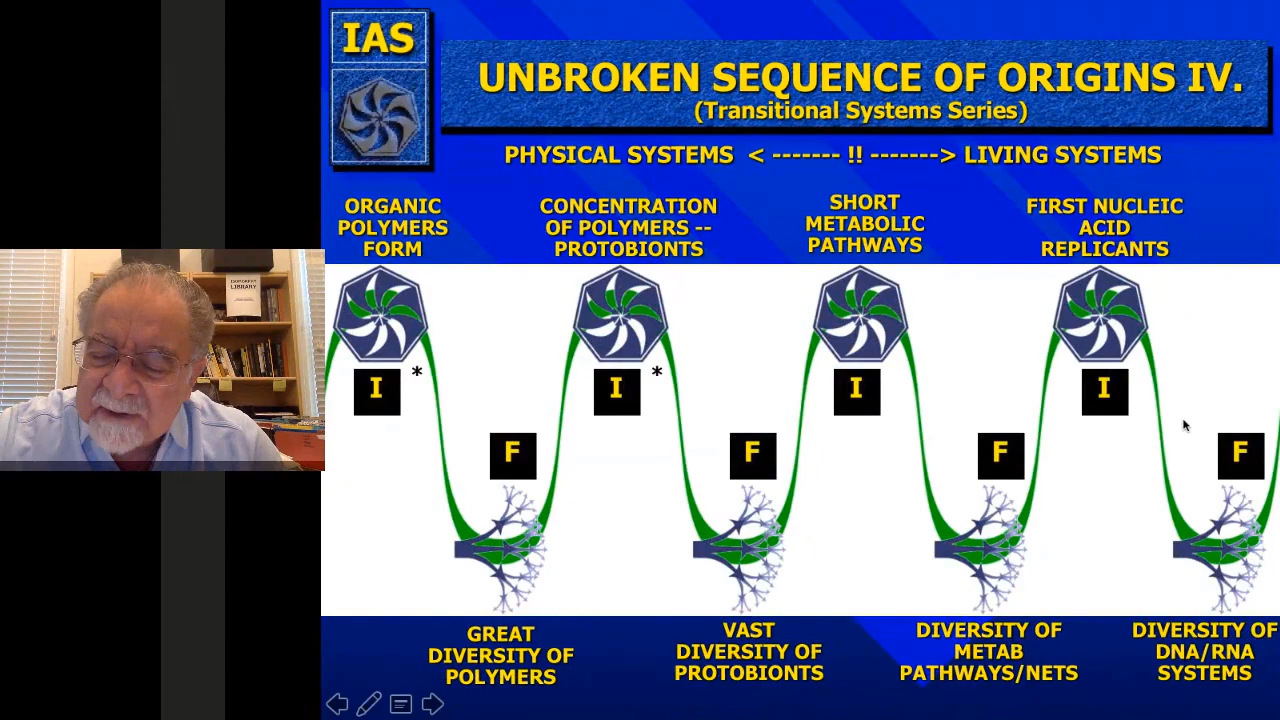 IAS
UNBROKEN SEQUENCE OF ORIGINS IV.
(Transitional Systems Series)
PHYSICAL SYSTEMS < ------- !! -------> LIVING SYSTEMS
ORGANIC
POLYMERS
FORM
CONCENTRATION
OF POLYMERS --
PROTOBIONTS
SHORT
METABOLIC
PATHWAYS
FIRST NUCLEIC
ACID
REPLICANTS
I *
I *
I
I
F
F
F
F
GREAT
DIVERSITY OF
POLYMERS
VAST
DIVERSITY OF
PROTOBIONTS
DIVERSITY OF
METAB
PATHWAYS/NETS
DIVERSITY OF
DNA/RNA
SYSTEMS
LIBRARY